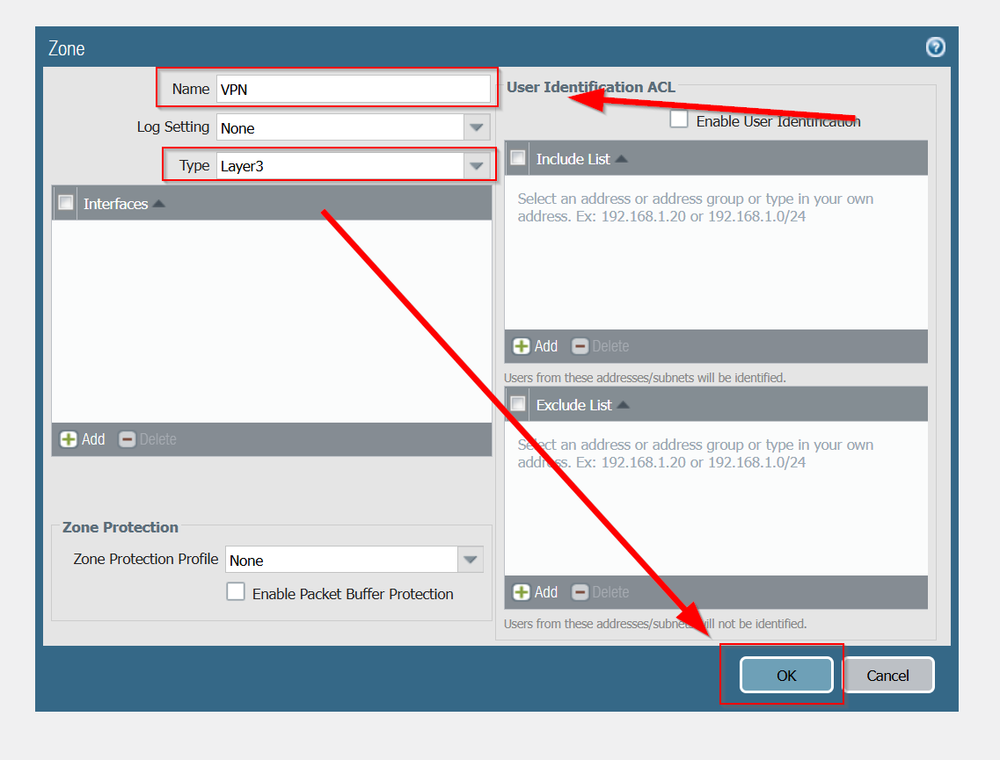 Zone
Name VPN
Log Setting None
Type Layer3
Interfaces
Add Delete
Zone Protection
Zone Protection Profile None
Enable Packet Buffer Protection
User Identification ACL
Enable User Identification
Include List
Select an address or address group or type in your own
address. Ex: 192.168.1.20 or 192.168.1.0/24
Add Delete
Users from these addresses/subnets will be identified.
Exclude List
Select an address or address group or type in your own
address. Ex: 192.168.1.20 or 192.168.1.0/24
Add Delete
Users from these addresses/subnets will not be identified.
OK Cancel